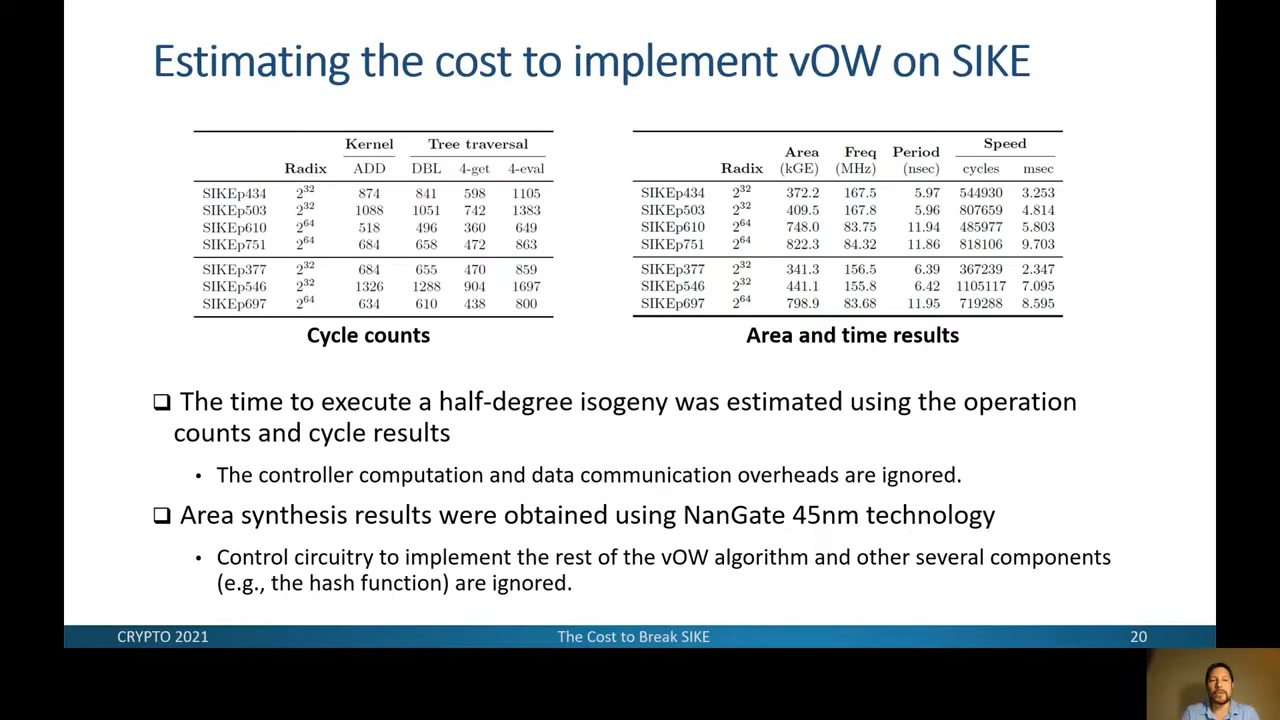 Estimating the cost to implement vOW on SIKE
Kernel Tree traversal
Radix ADD DBL 4-get 4-eval
SIKEp434 2^32 874 841 598 1105
SIKEp503 2^32 1088 1051 742 1383
SIKEp610 2^64 518 496 360 649
SIKEp751 2^64 684 658 472 863
SIKEp377 2^32 684 655 470 859
SIKEp546 2^32 1326 1288 904 1697
SIKEp697 2^64 634 610 438 800
Cycle counts
Area Freq Period Speed
Radix (kGE) (MHz) (nsec) cycles msec
SIKEp434 2^32 372.2 167.5 5.97 544930 3.253
SIKEp503 2^32 409.5 167.8 5.96 807659 4.814
SIKEp610 2^64 748.0 83.75 11.94 485977 5.803
SIKEp751 2^64 822.3 84.32 11.86 818106 9.703
SIKEp377 2^32 341.3 156.5 6.39 367239 2.347
SIKEp546 2^32 441.1 155.8 6.42 1105117 7.095
SIKEp697 2^64 798.9 83.68 11.95 719288 8.595
Area and time results
❑ The time to execute a half-degree isogeny was estimated using the operation
counts and cycle results
• The controller computation and data communication overheads are ignored.
❑ Area synthesis results were obtained using NanGate 45nm technology
• Control circuitry to implement the rest of the vOW algorithm and other several components
(e.g., the hash function) are ignored.
CRYPTO 2021 The Cost to Break SIKE 20